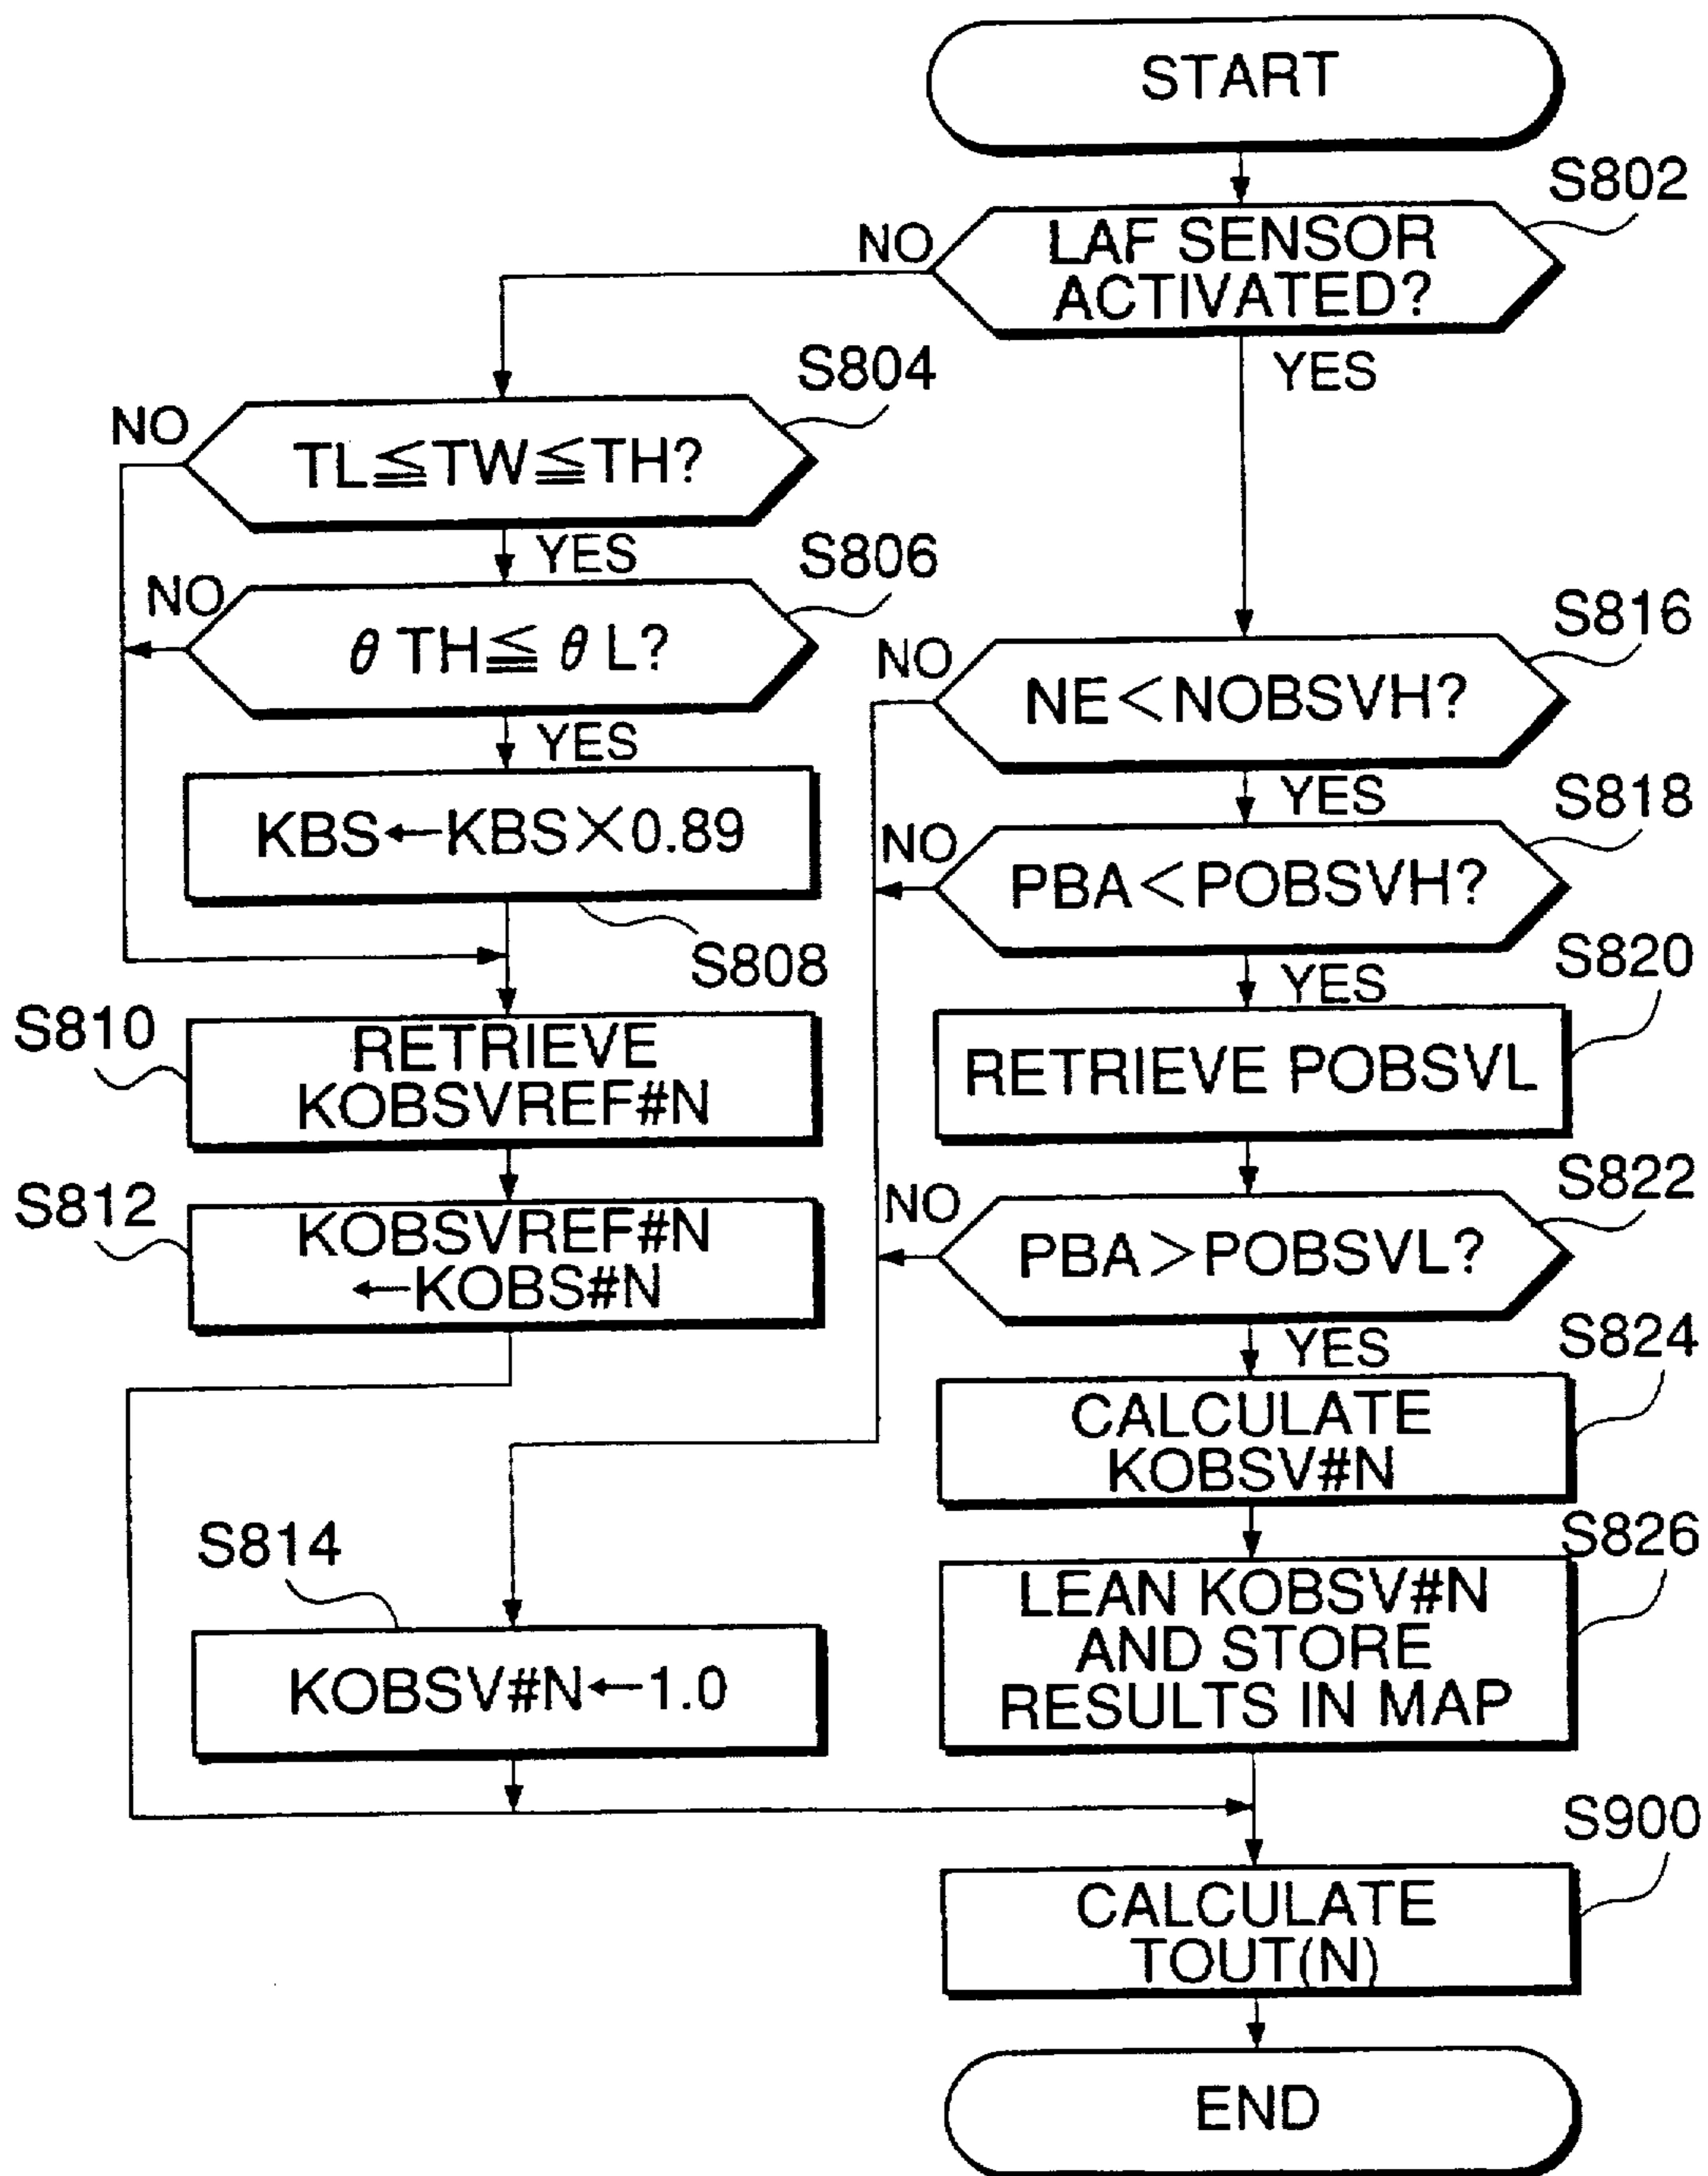 START
S802
NO
LAF SENSOR
ACTIVATED?
YES
S804
NO
TL≦TW≦TH?
YES
S806
NO
θ TH≦ θ L?
YES
KBS←KBS×0.89
S808
S810
RETRIEVE
KOBSVREF#N
S812
KOBSVREF#N
←KOBS#N
S814
KOBSV#N←1.0
S816
NO
NE<NOBSVH?
YES
S818
NO
PBA<POBSVH?
YES
S820
RETRIEVE POBSVL
S822
NO
PBA>POBSVL?
YES
S824
CALCULATE
KOBSV#N
S826
LEAN KOBSV#N
AND STORE
RESULTS IN MAP
S900
CALCULATE
TOUT(N)
END